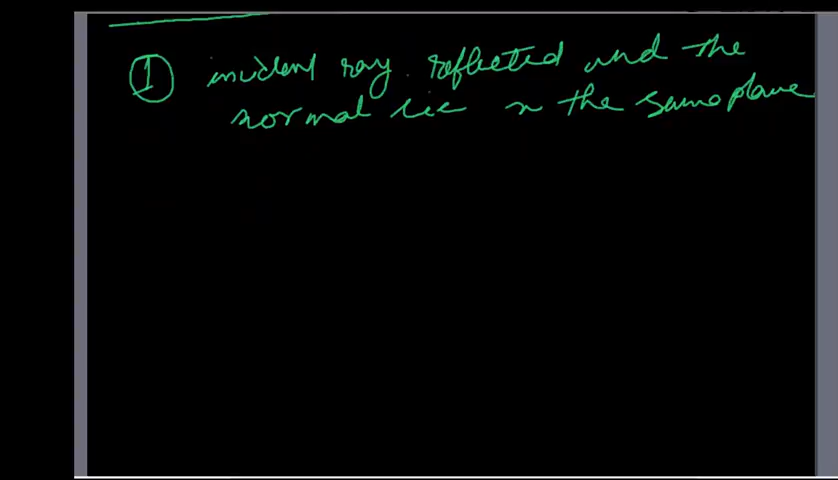 ① incident ray. reflected and the
normal lie in the same plane